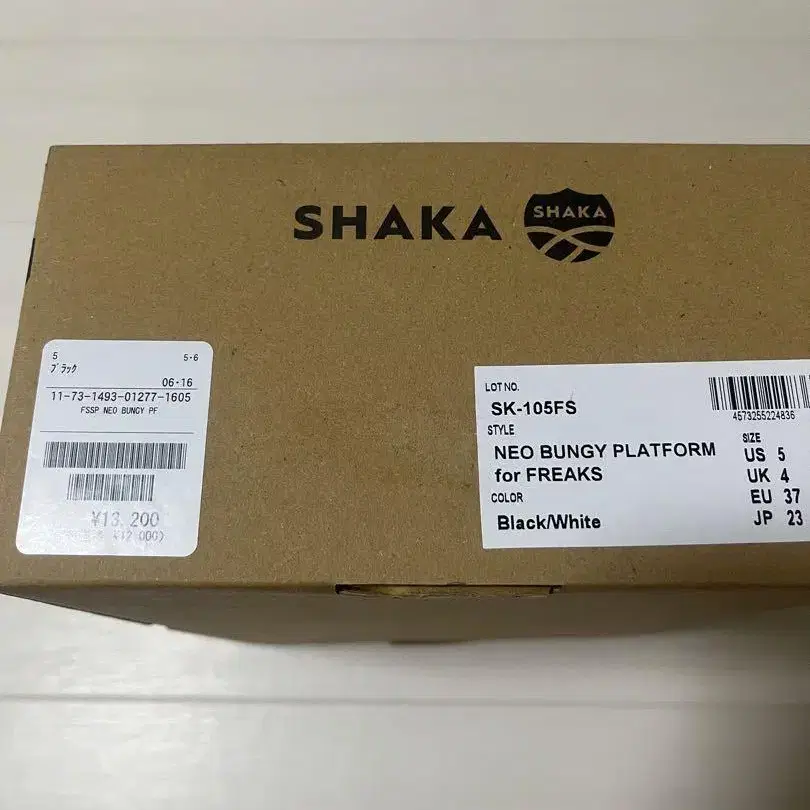 SHAKA
SHAKA
5 5-6
ブラック
06-16
11-73-1493-01277-1605
FSSP NEO BUNGY PF
¥13,200
¥12,000)
LOT NO.
SK-105FS
4573255224836
STYLE
NEO BUNGY PLATFORM
for FREAKS
COLOR
Black/White
SIZE
US 5
UK 4
EU 37
JP 23